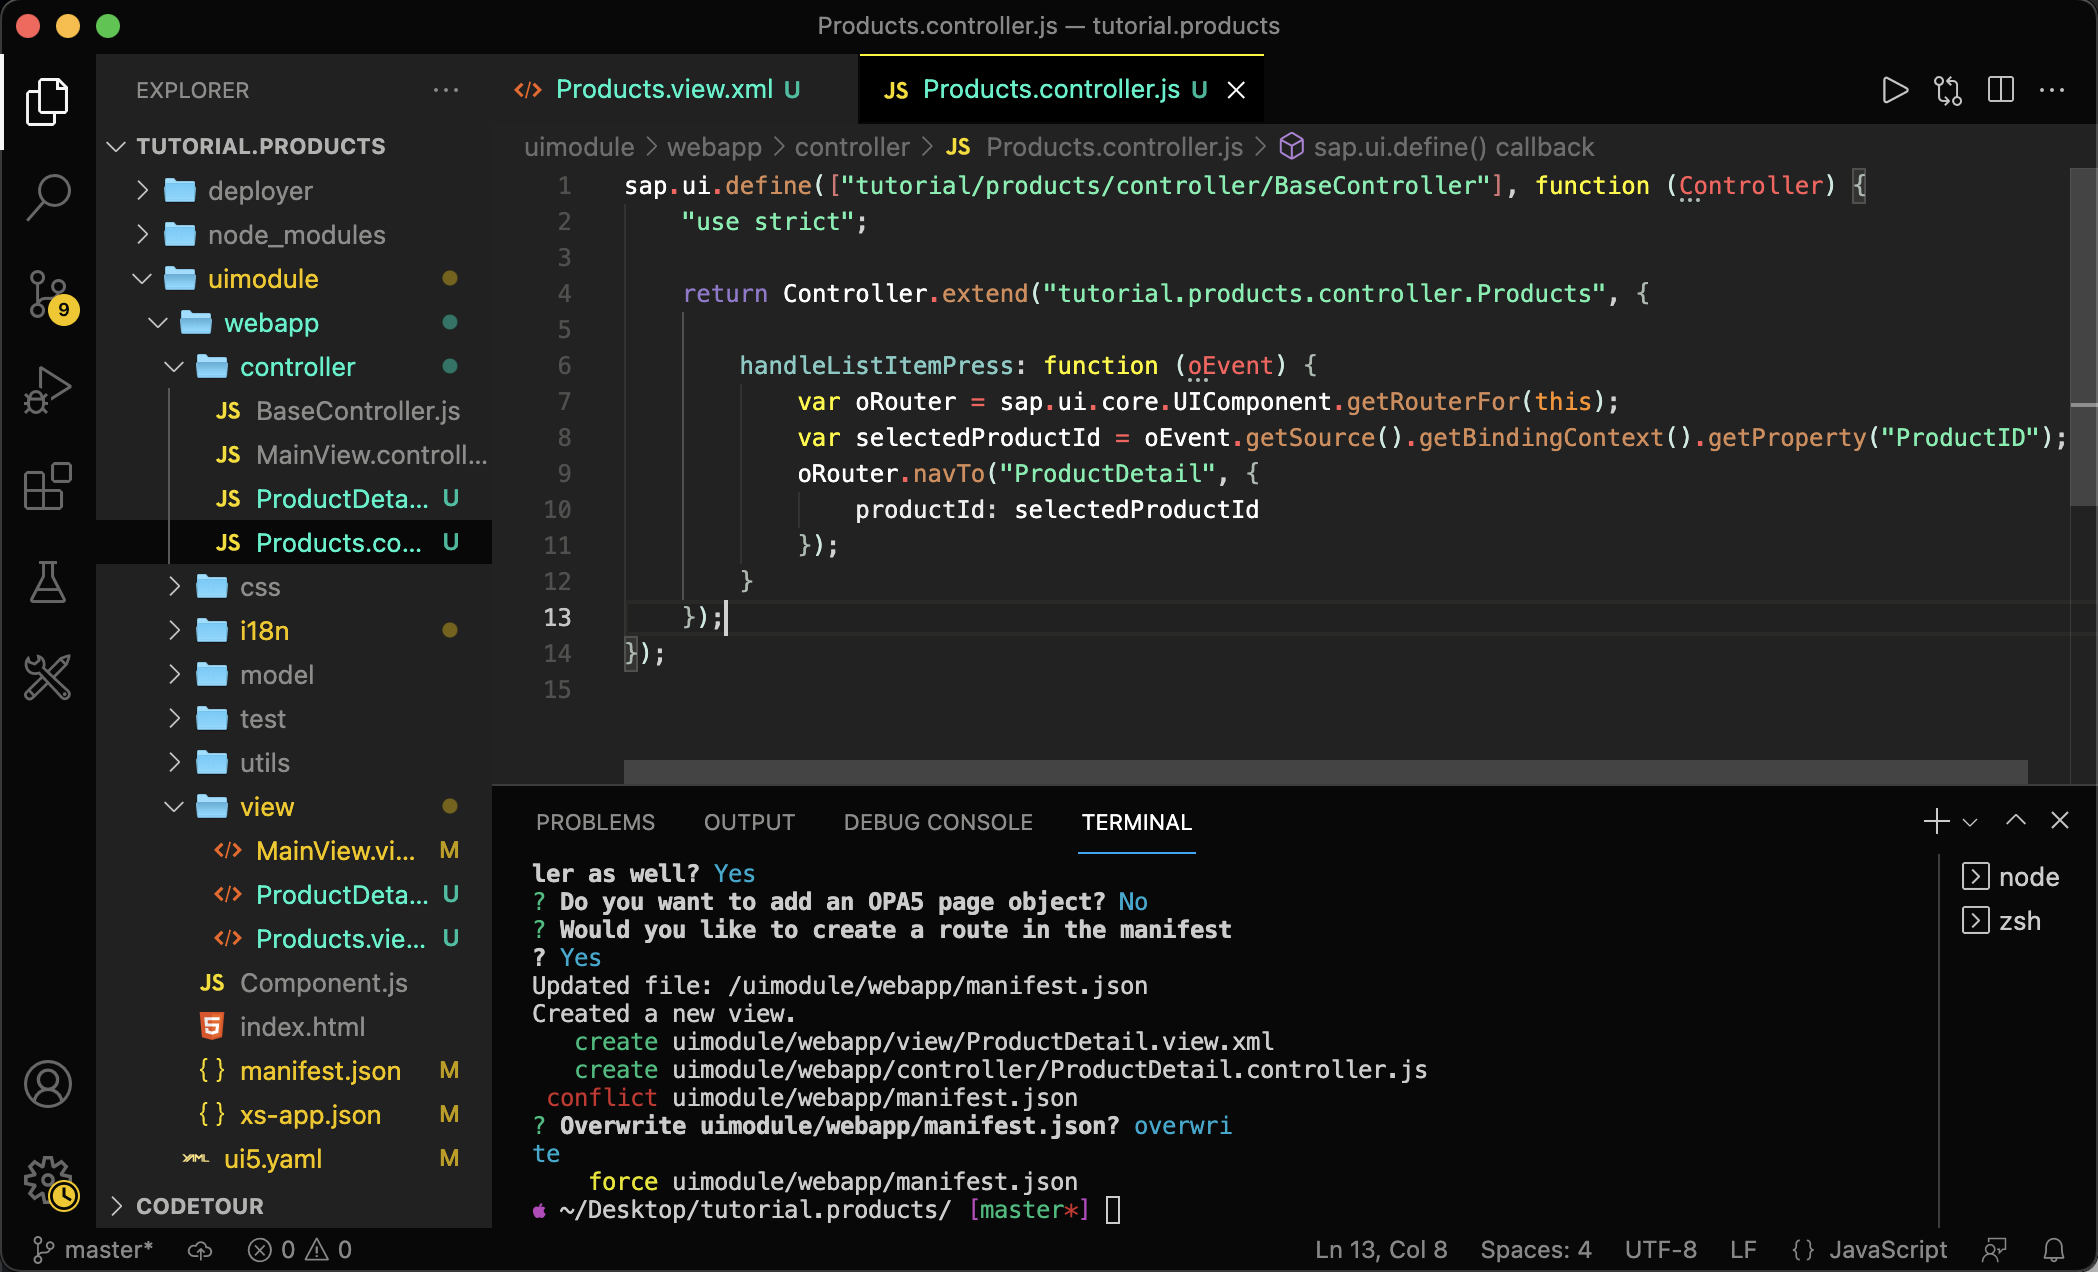 Products.controller.js — tutorial.products
EXPLORER
TUTORIAL.PRODUCTS
deployer
node_modules
uimodule
webapp
controller
JS BaseController.js
JS MainView.controll...
JS ProductDeta... U
JS Products.co... U
css
i18n
model
test
utils
view
</> MainView.vi... M
</> ProductDeta... U
</> Products.vie... U
JS Component.js
5 index.html
{} manifest.json M
{} xs-app.json M
YAML ui5.yaml M
CODETOUR
9
</> Products.view.xml U
JS Products.controller.js U
uimodule > webapp > controller > JS Products.controller.js > sap.ui.define() callback
1 sap.ui.define(["tutorial/products/controller/BaseController"], function (Controller) {
2     "use strict";
3
4     return Controller.extend("tutorial.products.controller.Products", {
5
6         handleListItemPress: function (oEvent) {
7             var oRouter = sap.ui.core.UIComponent.getRouterFor(this);
8             var selectedProductId = oEvent.getSource().getBindingContext().getProperty("ProductID");
9             oRouter.navTo("ProductDetail", {
10                 productId: selectedProductId
11             });
12         }
13     });
14 });
15
PROBLEMS OUTPUT DEBUG CONSOLE TERMINAL
ler as well? Yes
? Do you want to add an OPA5 page object? No
? Would you like to create a route in the manifest
? Yes
Updated file: /uimodule/webapp/manifest.json
Created a new view.
   create uimodule/webapp/view/ProductDetail.view.xml
   create uimodule/webapp/controller/ProductDetail.controller.js
 conflict uimodule/webapp/manifest.json
? Overwrite uimodule/webapp/manifest.json? overwri
te
    force uimodule/webapp/manifest.json
~/Desktop/tutorial.products/ [master*]
node
zsh
master* 0 0 Ln 13, Col 8 Spaces: 4 UTF-8 LF {} JavaScript